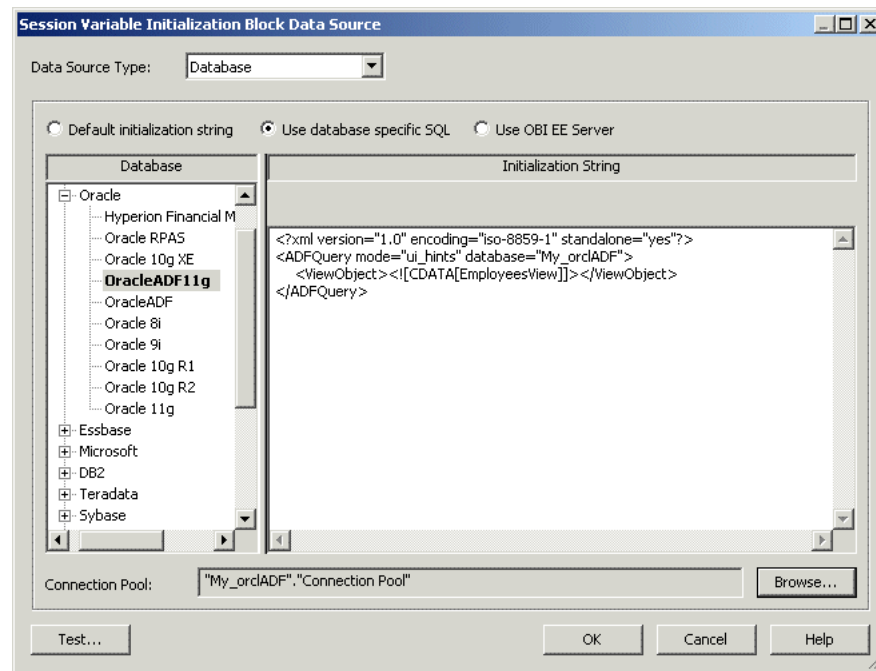 Session Variable Initialization Block Data Source
Data Source Type: Database
Default initialization string Use database specific SQL Use OBI EE Server
Database Initialization String
Oracle
Hyperion Financial M
Oracle RPAS
Oracle 10g XE
OracleADF11g
OracleADF
Oracle 8i
Oracle 9i
Oracle 10g R1
Oracle 10g R2
Oracle 11g
Essbase
Microsoft
DB2
Teradata
Sybase
<?xml version="1.0" encoding="iso-8859-1" standalone="yes"?>
<ADFQuery mode="ui_hints" database="My_orclADF">
<ViewObject><![CDATA[EmployeesView]]></ViewObject>
</ADFQuery>
Connection Pool: "My_orclADF"."Connection Pool" Browse...
Test... OK Cancel Help